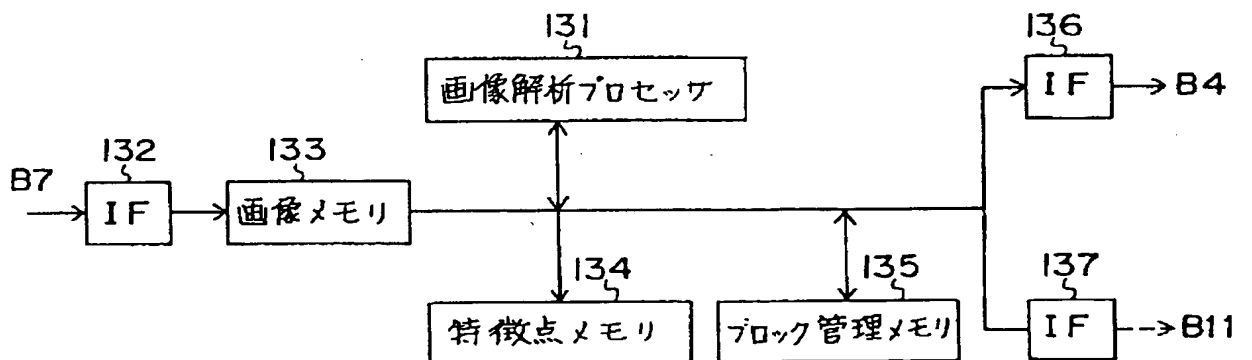 131
画像解析プロセッサ
136
IF
B4
B7
132
IF
133
画像メモリ
134
特徴点メモリ
135
ブロック管理メモリ
137
IF
B11